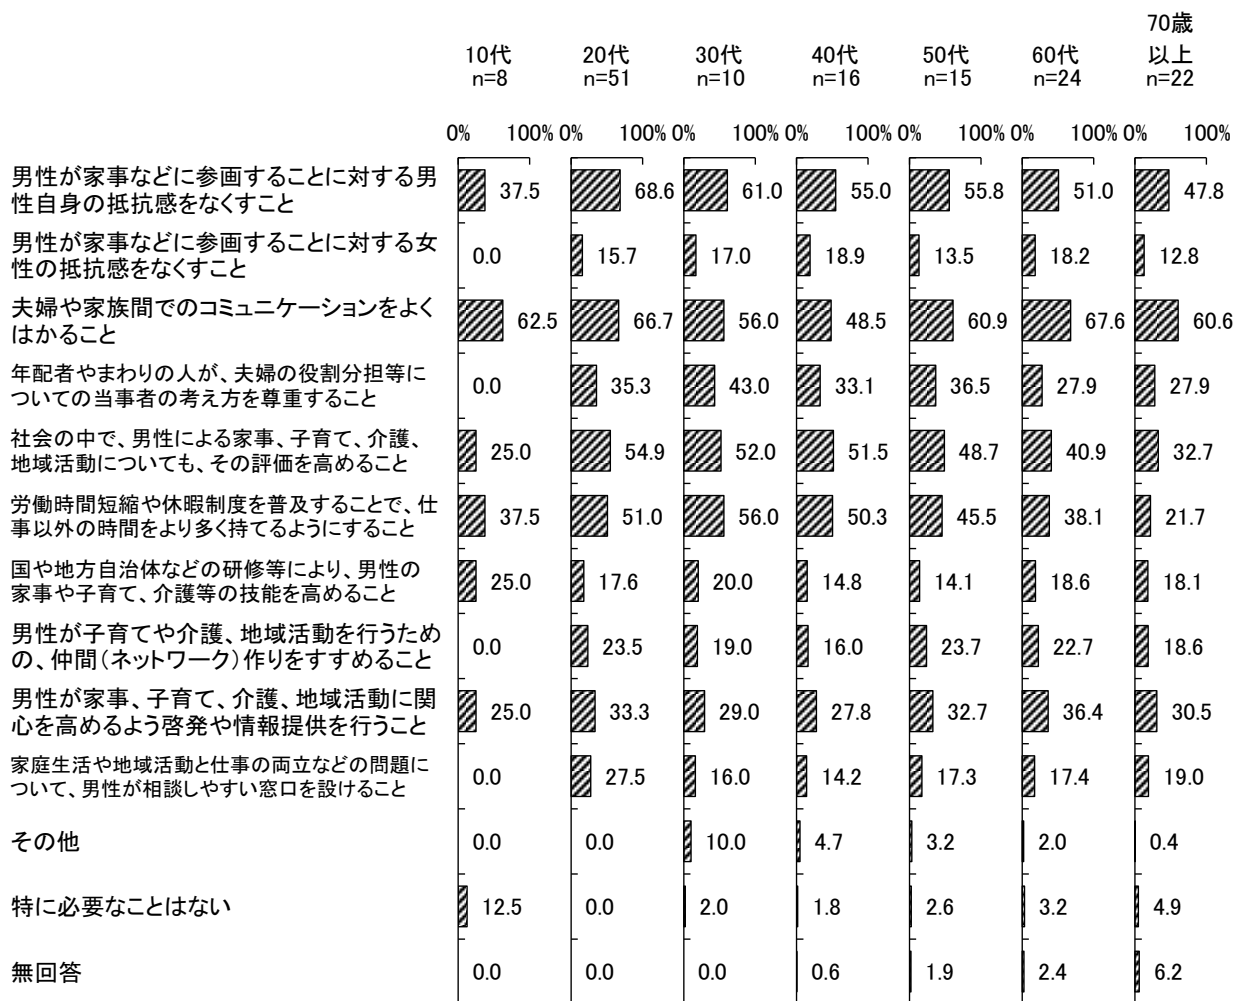 70歳
10代 20代 30代 40代 50代 60代 以上
n=8 n=51 n=10 n=16 n=15 n=24 n=22
0% 100% 0% 100% 0% 100% 0% 100% 0% 100% 0% 100% 0% 100%
男性が家事などに参画することに対する男
性自身の抵抗感をなくすこと
37.5 68.6 61.0 55.0 55.8 51.0 47.8
男性が家事などに参画することに対する女
性の抵抗感をなくすこと
0.0 15.7 17.0 18.9 13.5 18.2 12.8
夫婦や家族間でのコミュニケーションをよく
はかること
62.5 66.7 56.0 48.5 60.9 67.6 60.6
年配者やまわりの人が、夫婦の役割分担等に
ついての当事者の考え方を尊重すること
0.0 35.3 43.0 33.1 36.5 27.9 27.9
社会の中で、男性による家事、子育て、介護、
地域活動についても、その評価を高めること
25.0 54.9 52.0 51.5 48.7 40.9 32.7
労働時間短縮や休暇制度を普及することで、仕
事以外の時間をより多く持てるようにすること
37.5 51.0 56.0 50.3 45.5 38.1 21.7
国や地方自治体などの研修等により、男性の
家事や子育て、介護等の技能を高めること
25.0 17.6 20.0 14.8 14.1 18.6 18.1
男性が子育てや介護、地域活動を行うため
の、仲間(ネットワーク)作りをすすめること
0.0 23.5 19.0 16.0 23.7 22.7 18.6
男性が家事、子育て、介護、地域活動に関
心を高めるよう啓発や情報提供を行うこと
25.0 33.3 29.0 27.8 32.7 36.4 30.5
家庭生活や地域活動と仕事の両立などの問題に
ついて、男性が相談しやすい窓口を設けること
0.0 27.5 16.0 14.2 17.3 17.4 19.0
その他 0.0 0.0 10.0 4.7 3.2 2.0 0.4
特に必要なことはない 12.5 0.0 2.0 1.8 2.6 3.2 4.9
無回答 0.0 0.0 0.0 0.6 1.9 2.4 6.2